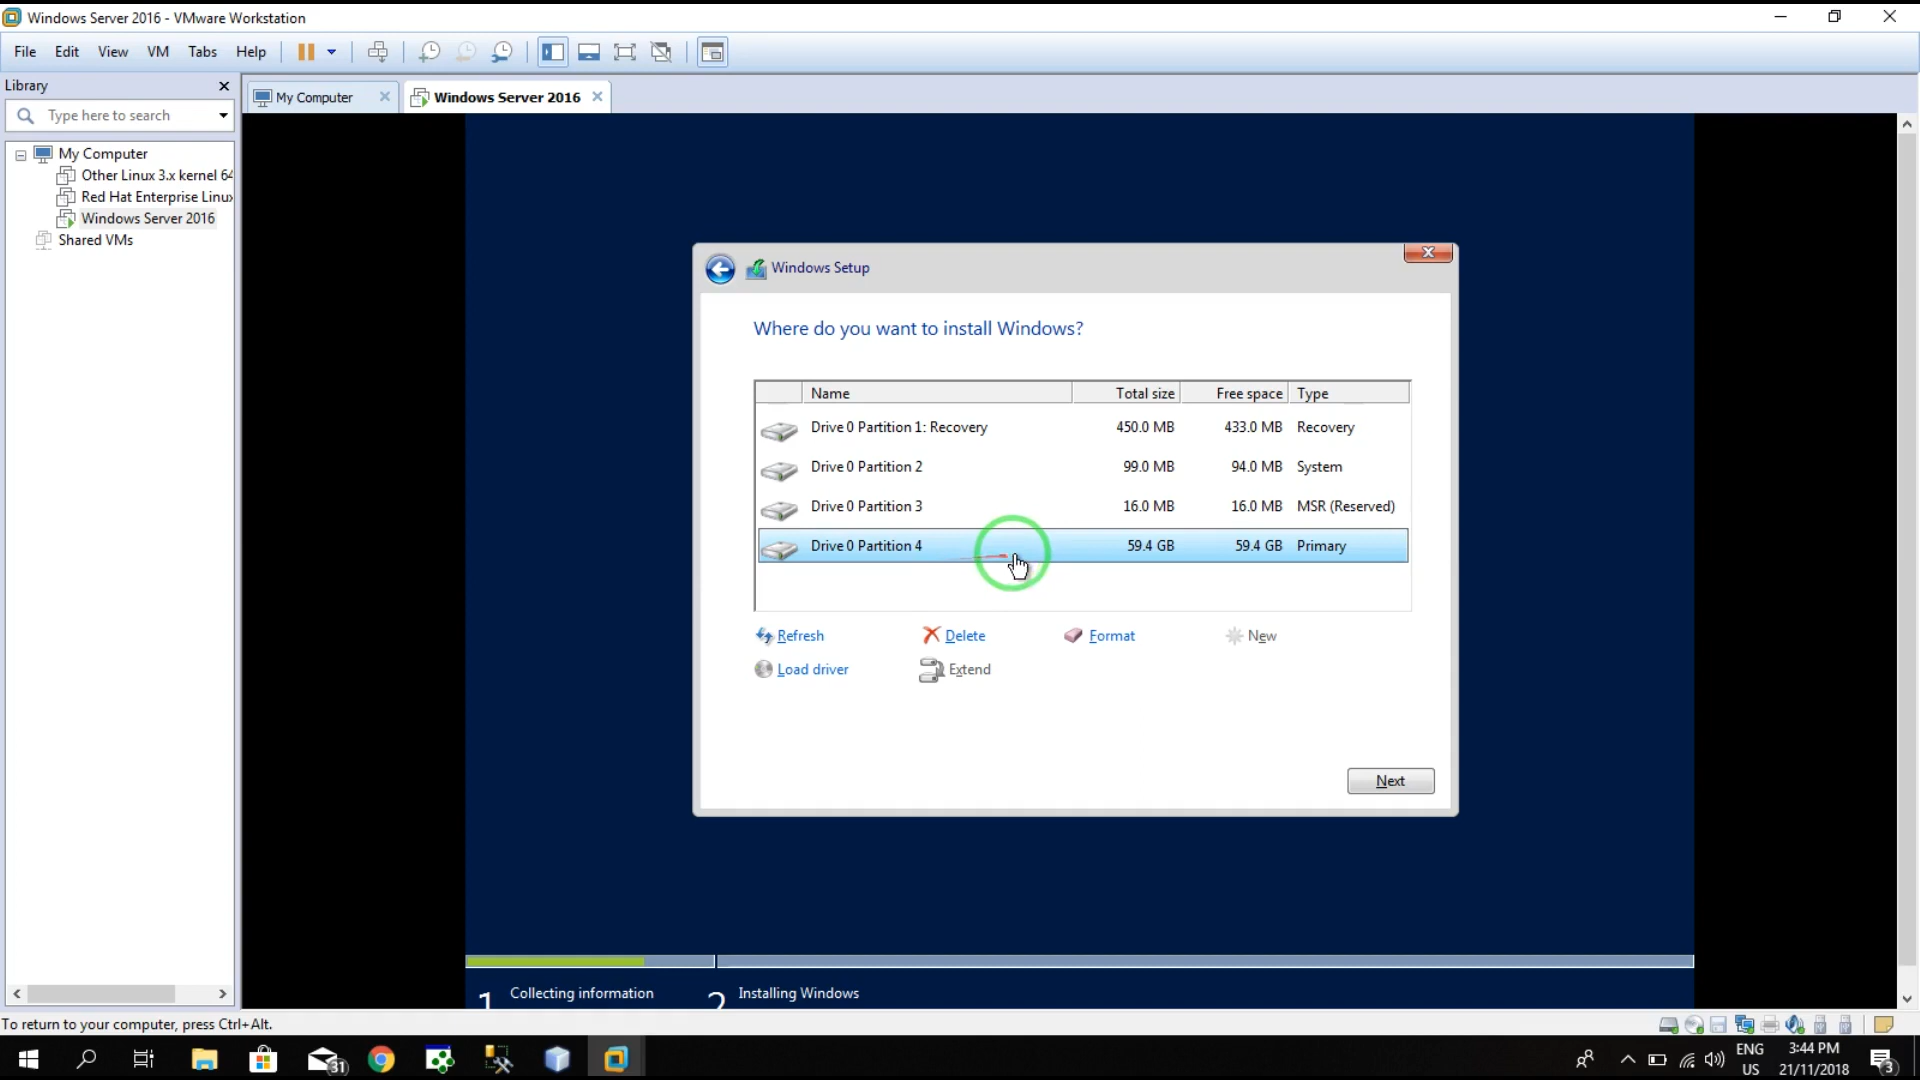 Windows Server 2016 - VMware Workstation
File Edit View VM Tabs Help
Library
Type here to search
My Computer
Other Linux 3.x kernel 64
Red Hat Enterprise Linux
Windows Server 2016
Shared VMs
My Computer Windows Server 2016
Windows Setup
Where do you want to install Windows?
Name Total size Free space Type
Drive 0 Partition 1: Recovery 450.0 MB 433.0 MB Recovery
Drive 0 Partition 2 99.0 MB 94.0 MB System
Drive 0 Partition 3 16.0 MB 16.0 MB MSR (Reserved)
Drive 0 Partition 4 59.4 GB 59.4 GB Primary
Refresh Delete Format New
Load driver Extend
Next
1 Collecting information 2 Installing Windows
To return to your computer, press Ctrl+Alt.
31
ENG 3:44 PM
US 21/11/2018 3